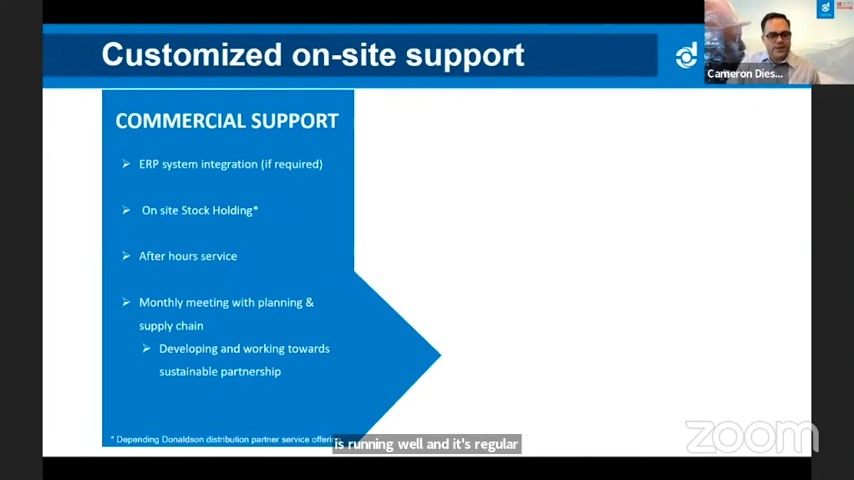 Customized on-site support
Cameron Dies...
COMMERCIAL SUPPORT
ERP system integration (if required)
On site Stock Holding*
After hours service
Monthly meeting with planning &
supply chain
Developing and working towards
sustainable partnership
* Depending Donaldson distribution partner service
is running well and it's regular
zoom